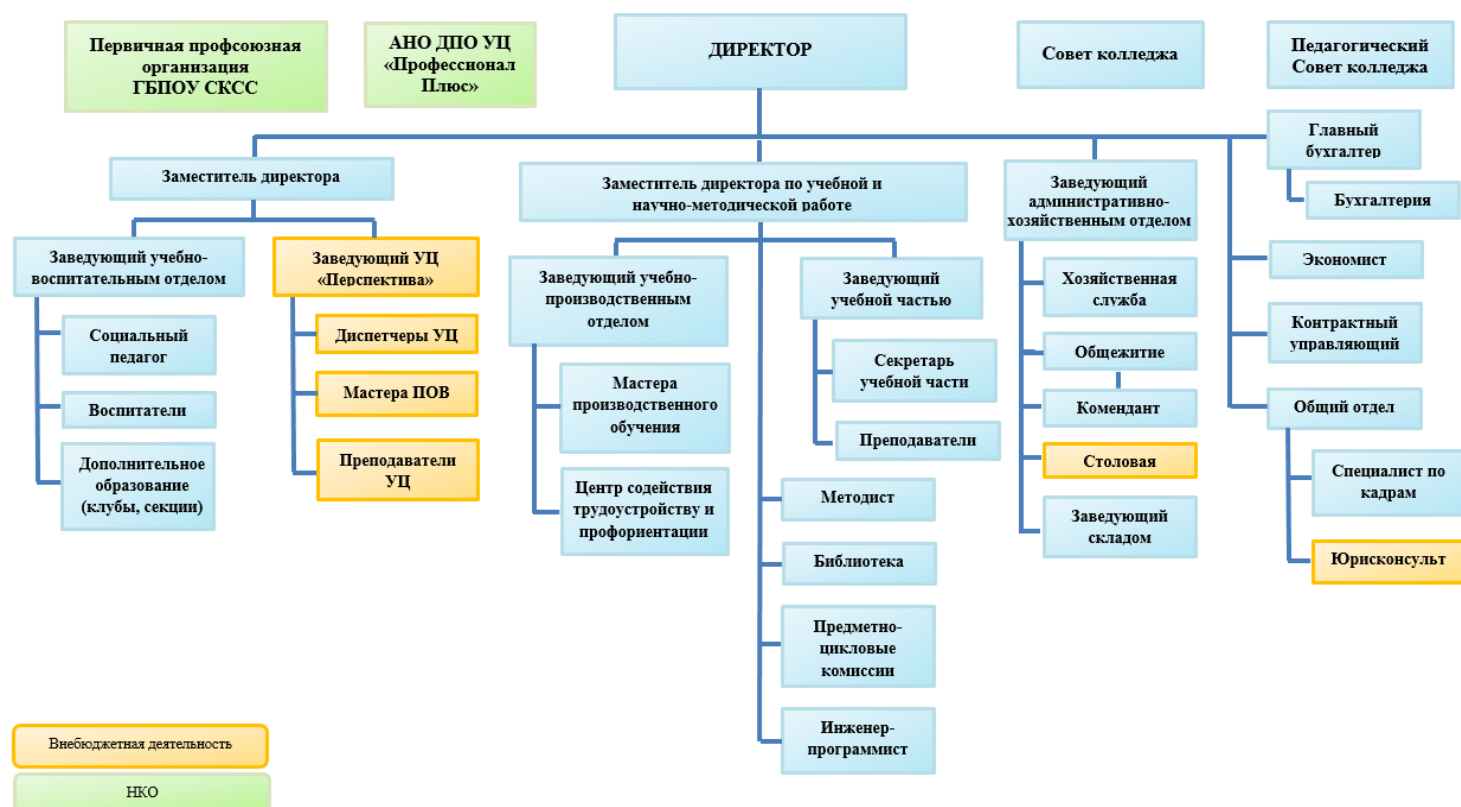 Первичная профсоюзная
организация
ГБПОУ СКСС
АНО ДПО УЦ
«Профессионал
Плюс»
ДИРЕКТОР
Совет колледжа
Педагогический
Совет колледжа
Главный
бухгалтер
Бухгалтерия
Заместитель директора
Заместитель директора по учебной и
научно-методической работе
Заведующий
административно-
хозяйственным отделом
Экономист
Контрактный
управляющий
Общий отдел
Специалист по
кадрам
Юрисконсульт
Заведующий учебно-
воспитательным отделом
Социальный
педагог
Воспитатели
Дополнительное
образование
(клубы, секции)
Заведующий УЦ
«Перспектива»
Диспетчеры УЦ
Мастера ПОВ
Преподаватели
УЦ
Заведующий учебно-
производственным
отделом
Мастера
производственного
обучения
Центр содействия
трудоустройству и
профориентации
Заведующий
учебной частью
Секретарь
учебной части
Преподаватели
Методист
Библиотека
Предметно-
цикловые
комиссии
Инженер-
программист
Хозяйственная
служба
Общежитие
Комендант
Столовая
Заведующий
складом
Внебюджетная деятельность
НКО